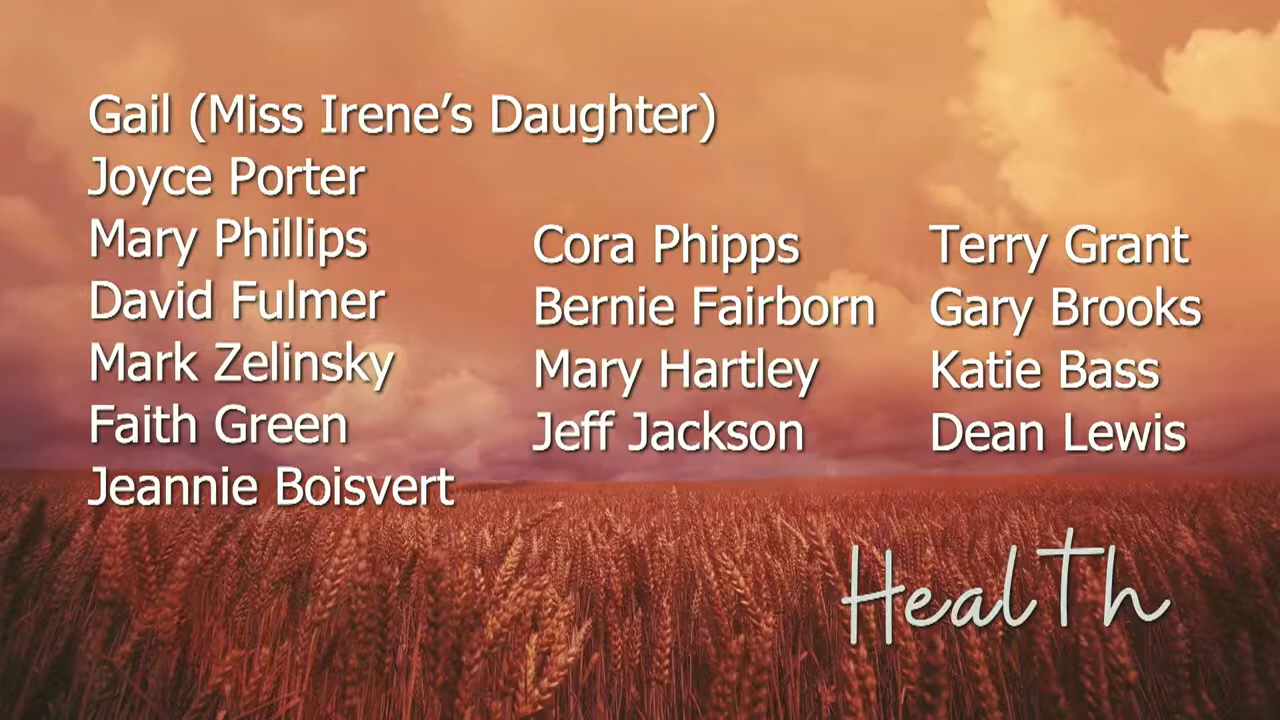 Gail (Miss Irene's Daughter)
Joyce Porter
Mary Phillips
David Fulmer
Mark Zelinsky
Faith Green
Jeannie Boisvert
Cora Phipps
Bernie Fairborn
Mary Hartley
Jeff Jackson
Terry Grant
Gary Brooks
Katie Bass
Dean Lewis
Health